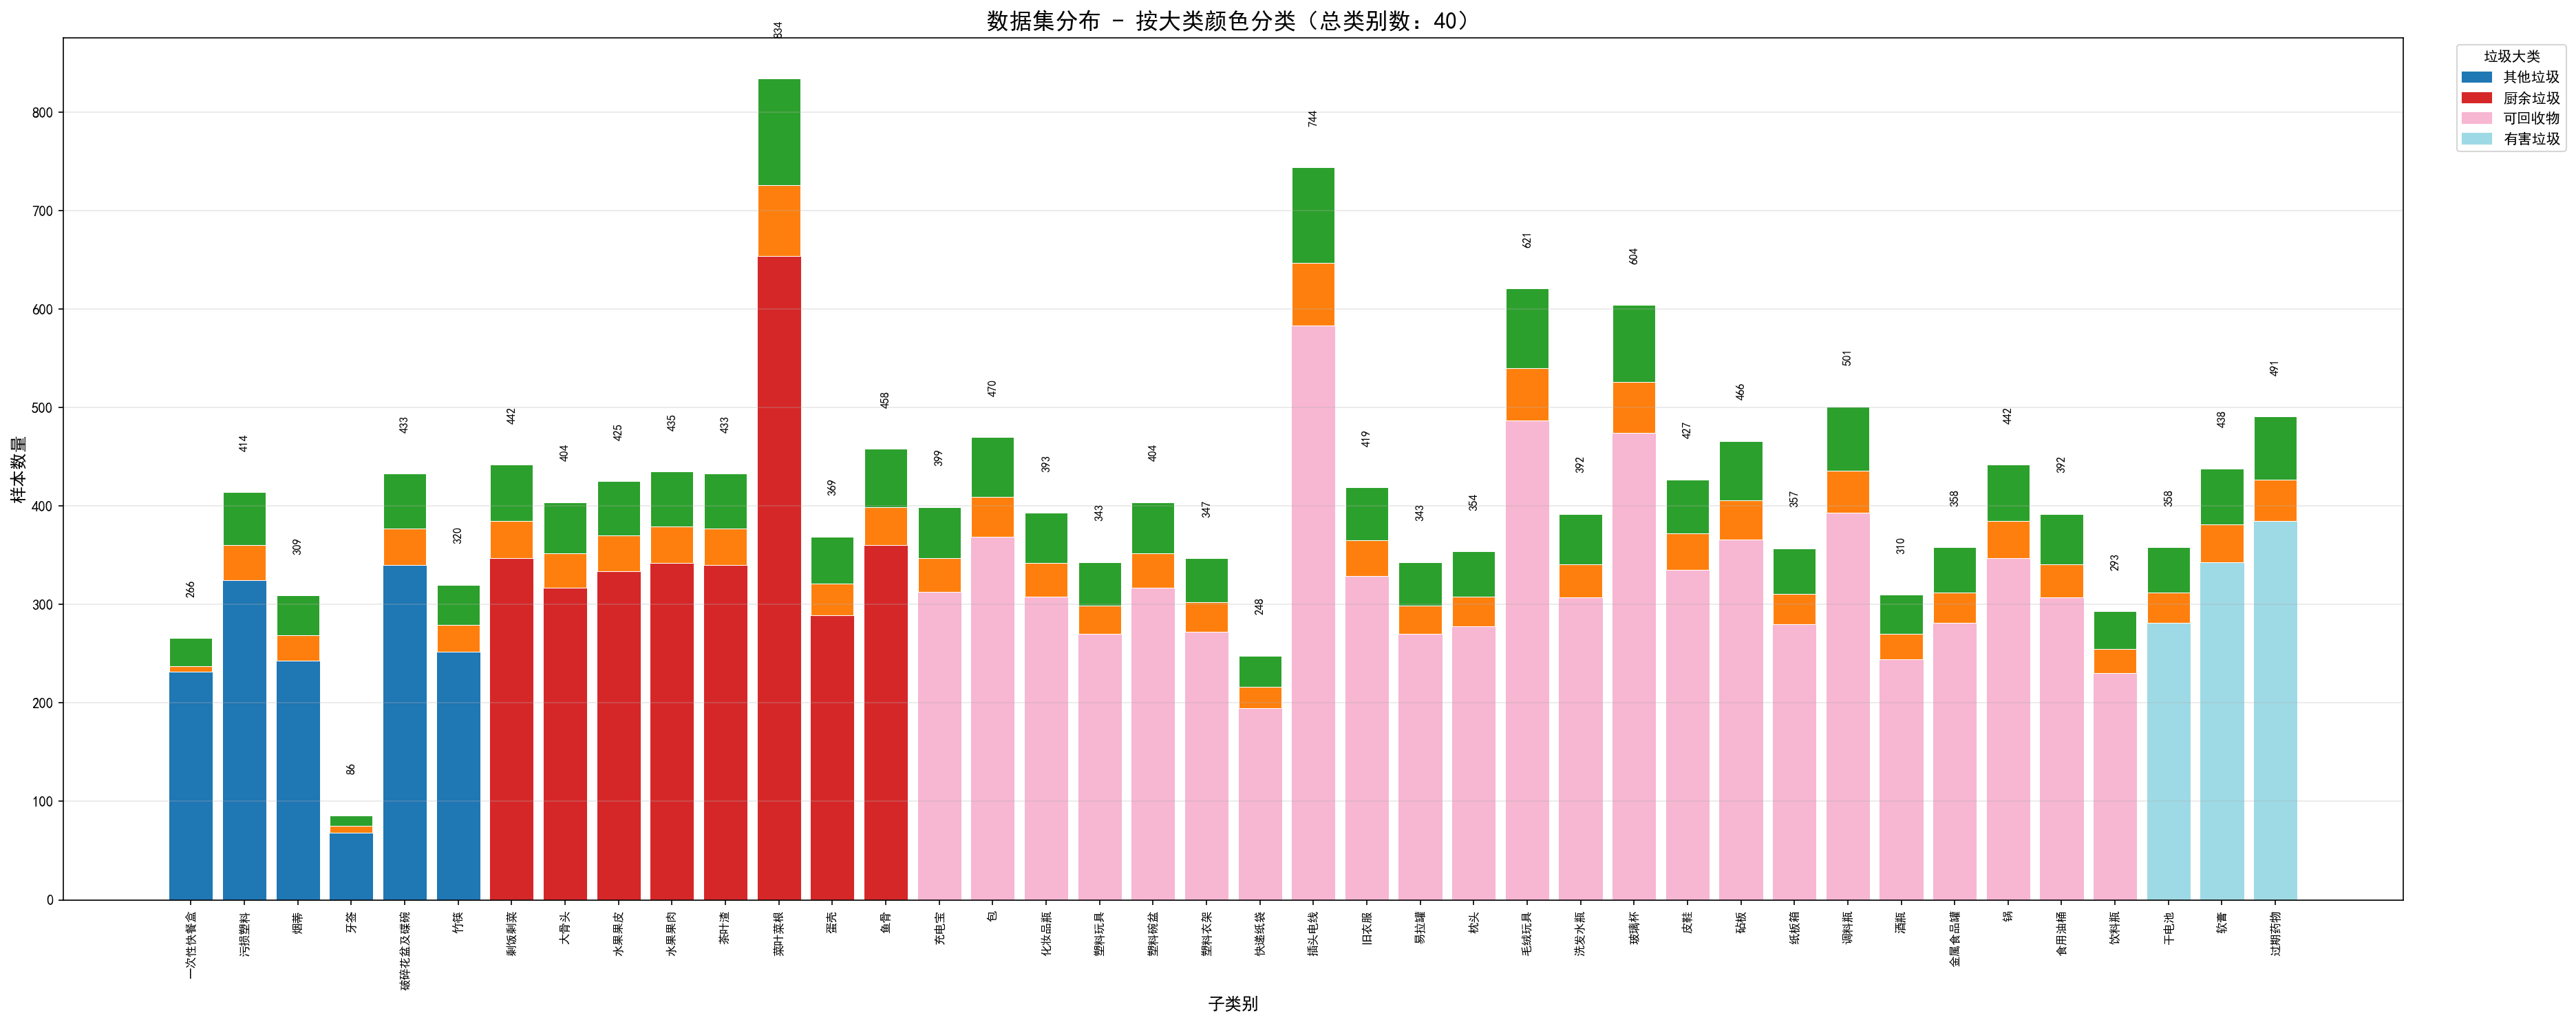 数据集分布 - 按大类颜色分类（总类别数：40）
垃圾大类
其他垃圾
厨余垃圾
可回收物
有害垃圾
样本数量
800
700
600
500
400
300
200
100
0
266
414
309
86
433
320
442
404
425
435
433
834
369
458
399
470
393
343
404
347
248
744
419
343
354
621
392
604
427
466
357
501
310
358
442
392
293
358
438
491
一次性快餐盒
污损塑料
烟蒂
牙签
破碎花盆及碟碗
竹筷
剩饭剩菜
大骨头
水果果皮
水果果肉
茶叶渣
菜叶菜根
蛋壳
鱼骨
充电宝
包
化妆品瓶
塑料玩具
塑料碗盆
塑料衣架
快递纸袋
插头电线
旧衣服
易拉罐
枕头
毛绒玩具
洗发水瓶
玻璃杯
皮鞋
砧板
纸板箱
调料瓶
酒瓶
金属食品罐
锅
食用油桶
饮料瓶
干电池
软膏
过期药物
子类别